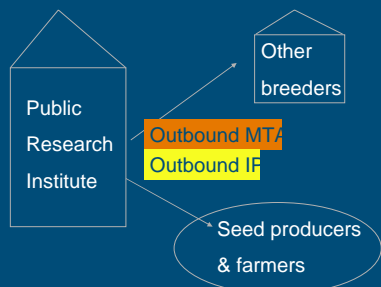 Other
breeders
Public
Research
Institute
Outbound MTA
Outbound IP
Seed producers
& farmers